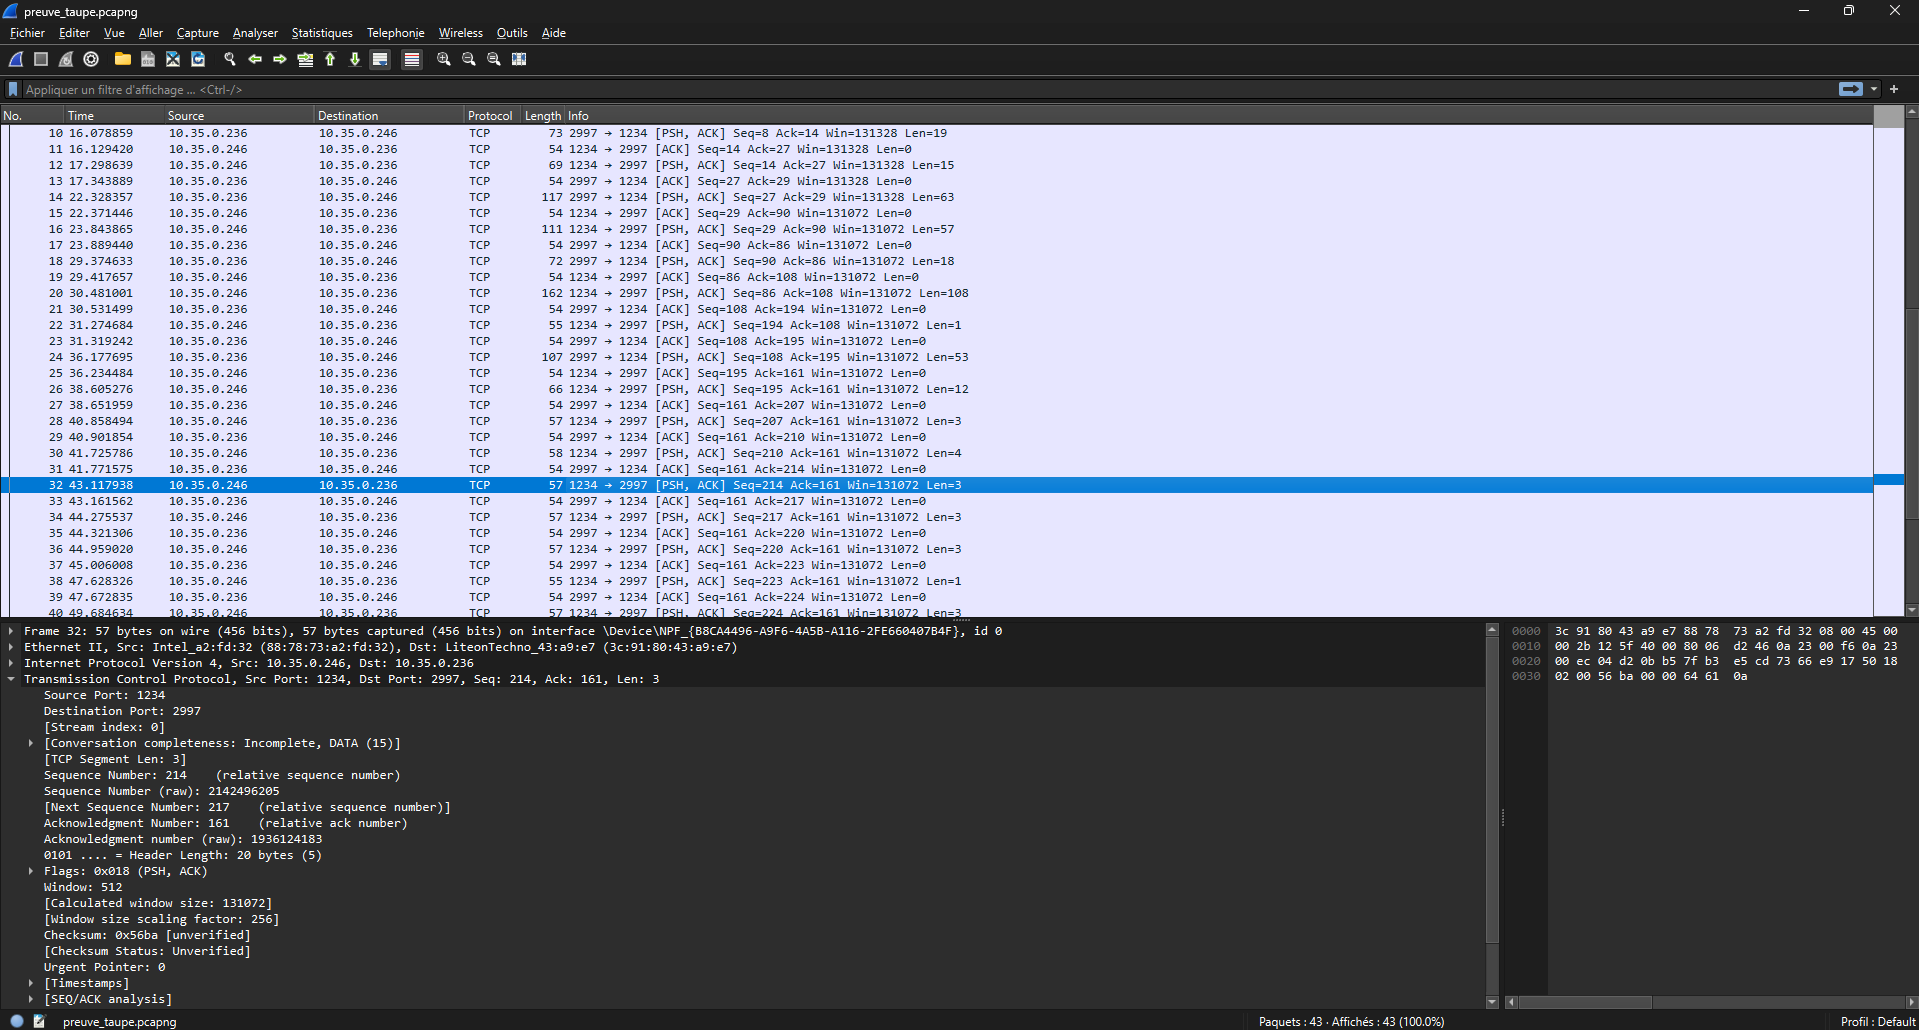 preuve_taupe.pcapng
Fichier Editer Vue Aller Capture Analyser Statistiques Telephonie Wireless Outils Aide
Appliquer un filtre d'affichage ... <Ctrl-/>
No. Time Source Destination Protocol Length Info
10 16.078859 10.35.0.236 10.35.0.246 TCP 73 2997 → 1234 [PSH, ACK] Seq=8 Ack=14 Win=131328 Len=19
11 16.129420 10.35.0.246 10.35.0.236 TCP 54 1234 → 2997 [ACK] Seq=14 Ack=27 Win=131328 Len=0
12 17.298639 10.35.0.246 10.35.0.236 TCP 69 1234 → 2997 [PSH, ACK] Seq=14 Ack=27 Win=131328 Len=15
13 17.343889 10.35.0.236 10.35.0.246 TCP 54 2997 → 1234 [ACK] Seq=27 Ack=29 Win=131328 Len=0
14 22.328357 10.35.0.236 10.35.0.246 TCP 117 2997 → 1234 [PSH, ACK] Seq=27 Ack=29 Win=131328 Len=63
15 22.371446 10.35.0.246 10.35.0.236 TCP 54 1234 → 2997 [ACK] Seq=29 Ack=90 Win=131072 Len=0
16 23.843865 10.35.0.246 10.35.0.236 TCP 111 1234 → 2997 [PSH, ACK] Seq=29 Ack=90 Win=131072 Len=57
17 23.889440 10.35.0.236 10.35.0.246 TCP 54 2997 → 1234 [ACK] Seq=90 Ack=86 Win=131072 Len=0
18 29.374633 10.35.0.236 10.35.0.246 TCP 72 2997 → 1234 [PSH, ACK] Seq=90 Ack=86 Win=131072 Len=18
19 29.417657 10.35.0.246 10.35.0.236 TCP 54 1234 → 2997 [ACK] Seq=86 Ack=108 Win=131072 Len=0
20 30.481001 10.35.0.246 10.35.0.236 TCP 162 1234 → 2997 [PSH, ACK] Seq=86 Ack=108 Win=131072 Len=108
21 30.531499 10.35.0.236 10.35.0.246 TCP 54 2997 → 1234 [ACK] Seq=108 Ack=194 Win=131072 Len=0
22 31.274684 10.35.0.246 10.35.0.236 TCP 55 1234 → 2997 [PSH, ACK] Seq=194 Ack=108 Win=131072 Len=1
23 31.319242 10.35.0.236 10.35.0.246 TCP 54 2997 → 1234 [ACK] Seq=108 Ack=195 Win=131072 Len=0
24 36.177695 10.35.0.236 10.35.0.246 TCP 107 2997 → 1234 [PSH, ACK] Seq=108 Ack=195 Win=131072 Len=53
25 36.234484 10.35.0.246 10.35.0.236 TCP 54 1234 → 2997 [ACK] Seq=195 Ack=161 Win=131072 Len=0
26 38.605276 10.35.0.246 10.35.0.236 TCP 66 1234 → 2997 [PSH, ACK] Seq=195 Ack=161 Win=131072 Len=12
27 38.651959 10.35.0.236 10.35.0.246 TCP 54 2997 → 1234 [ACK] Seq=161 Ack=207 Win=131072 Len=0
28 40.858494 10.35.0.246 10.35.0.236 TCP 57 1234 → 2997 [PSH, ACK] Seq=207 Ack=161 Win=131072 Len=3
29 40.901854 10.35.0.236 10.35.0.246 TCP 54 2997 → 1234 [ACK] Seq=161 Ack=210 Win=131072 Len=0
30 41.725786 10.35.0.246 10.35.0.236 TCP 58 1234 → 2997 [PSH, ACK] Seq=210 Ack=161 Win=131072 Len=4
31 41.771575 10.35.0.236 10.35.0.246 TCP 54 2997 → 1234 [ACK] Seq=161 Ack=214 Win=131072 Len=0
32 43.117938 10.35.0.246 10.35.0.236 TCP 57 1234 → 2997 [PSH, ACK] Seq=214 Ack=161 Win=131072 Len=3
33 43.161562 10.35.0.236 10.35.0.246 TCP 54 2997 → 1234 [ACK] Seq=161 Ack=217 Win=131072 Len=0
34 44.275537 10.35.0.246 10.35.0.236 TCP 57 1234 → 2997 [PSH, ACK] Seq=217 Ack=161 Win=131072 Len=3
35 44.321306 10.35.0.236 10.35.0.246 TCP 54 2997 → 1234 [ACK] Seq=161 Ack=220 Win=131072 Len=0
36 44.959020 10.35.0.246 10.35.0.236 TCP 57 1234 → 2997 [PSH, ACK] Seq=220 Ack=161 Win=131072 Len=3
37 45.006008 10.35.0.236 10.35.0.246 TCP 54 2997 → 1234 [ACK] Seq=161 Ack=223 Win=131072 Len=0
38 47.628326 10.35.0.246 10.35.0.236 TCP 55 1234 → 2997 [PSH, ACK] Seq=223 Ack=161 Win=131072 Len=1
39 47.672835 10.35.0.236 10.35.0.246 TCP 54 2997 → 1234 [ACK] Seq=161 Ack=224 Win=131072 Len=0
40 49.684634 10.35.0.246 10.35.0.236 TCP 57 1234 → 2997 [PSH, ACK] Seq=224 Ack=161 Win=131072 Len=3
Frame 32: 57 bytes on wire (456 bits), 57 bytes captured (456 bits) on interface \Device\NPF_{B8CA4496-A9F6-4A5B-A116-2FE660407B4F}, id 0
Ethernet II, Src: Intel_a2:fd:32 (88:78:73:a2:fd:32), Dst: LiteonTechno_43:a9:e7 (3c:91:80:43:a9:e7)
Internet Protocol Version 4, Src: 10.35.0.246, Dst: 10.35.0.236
Transmission Control Protocol, Src Port: 1234, Dst Port: 2997, Seq: 214, Ack: 161, Len: 3
Source Port: 1234
Destination Port: 2997
[Stream index: 0]
[Conversation completeness: Incomplete, DATA (15)]
[TCP Segment Len: 3]
Sequence Number: 214 (relative sequence number)
Sequence Number (raw): 2142496205
[Next Sequence Number: 217 (relative sequence number)]
Acknowledgment Number: 161 (relative ack number)
Acknowledgment number (raw): 1936124183
0101 .... = Header Length: 20 bytes (5)
Flags: 0x018 (PSH, ACK)
Window: 512
[Calculated window size: 131072]
[Window size scaling factor: 256]
Checksum: 0x56ba [unverified]
[Checksum Status: Unverified]
Urgent Pointer: 0
[Timestamps]
[SEQ/ACK analysis]
0000 3c 91 80 43 a9 e7 88 78 73 a2 fd 32 08 00 45 00
0010 00 2b 12 5f 40 00 80 06 d2 46 0a 23 00 f6 0a 23
0020 00 ec 04 d2 0b b5 7f b3 e5 cd 73 66 e9 17 50 18
0030 02 00 56 ba 00 00 64 61 0a
preuve_taupe.pcapng
Paquets : 43 · Affichés : 43 (100.0%)
Profil : Default